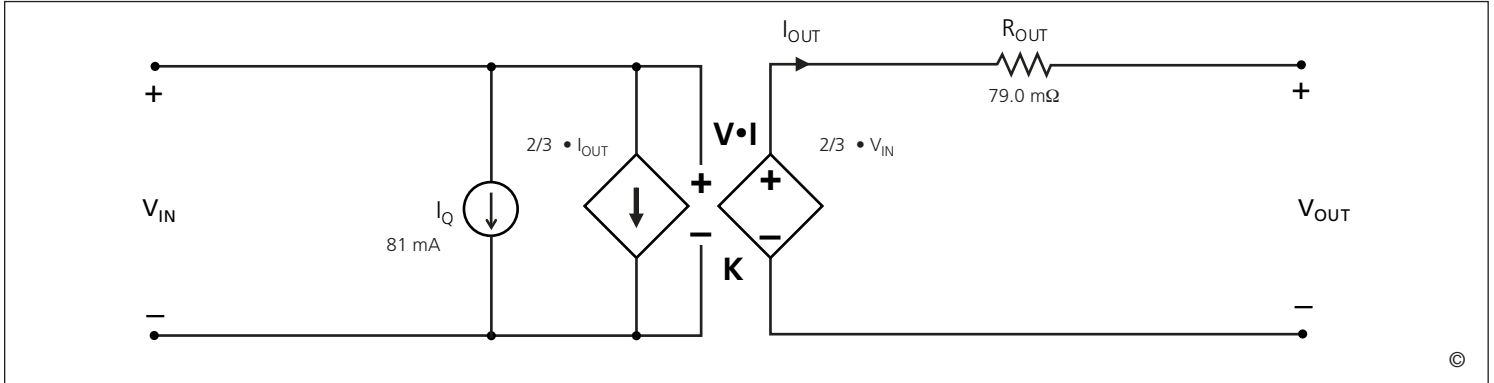 I_OUT
R_OUT
79.0 mΩ
+
+
2/3 • I_OUT
V•I
2/3 • V_IN
+
+
V_IN
I_Q
81 mA
V_OUT
–
–
K
–
–
©